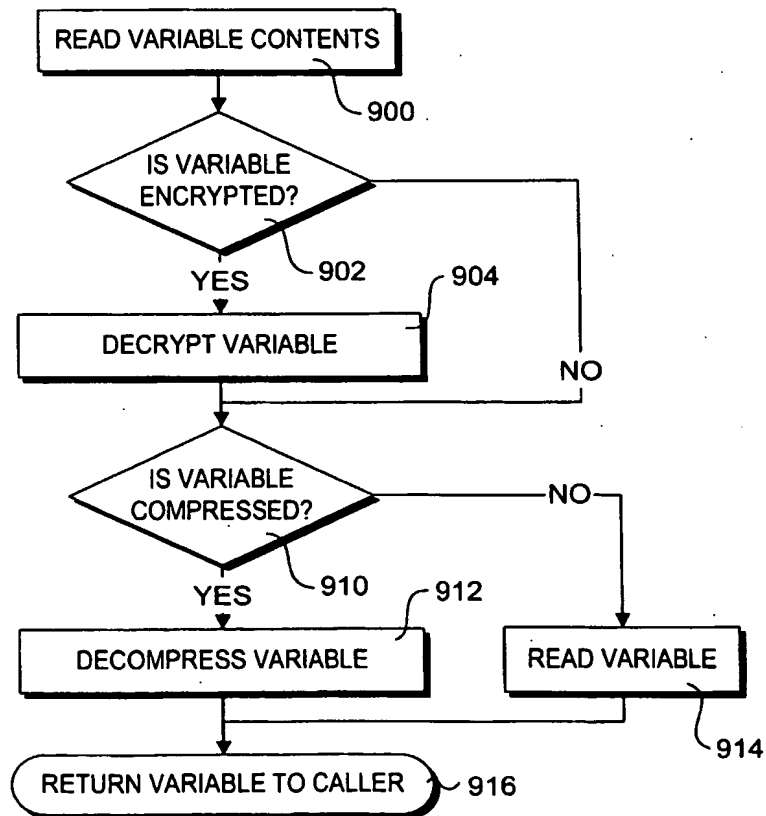 READ VARIABLE CONTENTS
900
IS VARIABLE
ENCRYPTED?
902
YES
904
DECRYPT VARIABLE
NO
IS VARIABLE
COMPRESSED?
NO
910
YES
912
DECOMPRESS VARIABLE
READ VARIABLE
914
RETURN VARIABLE TO CALLER
916